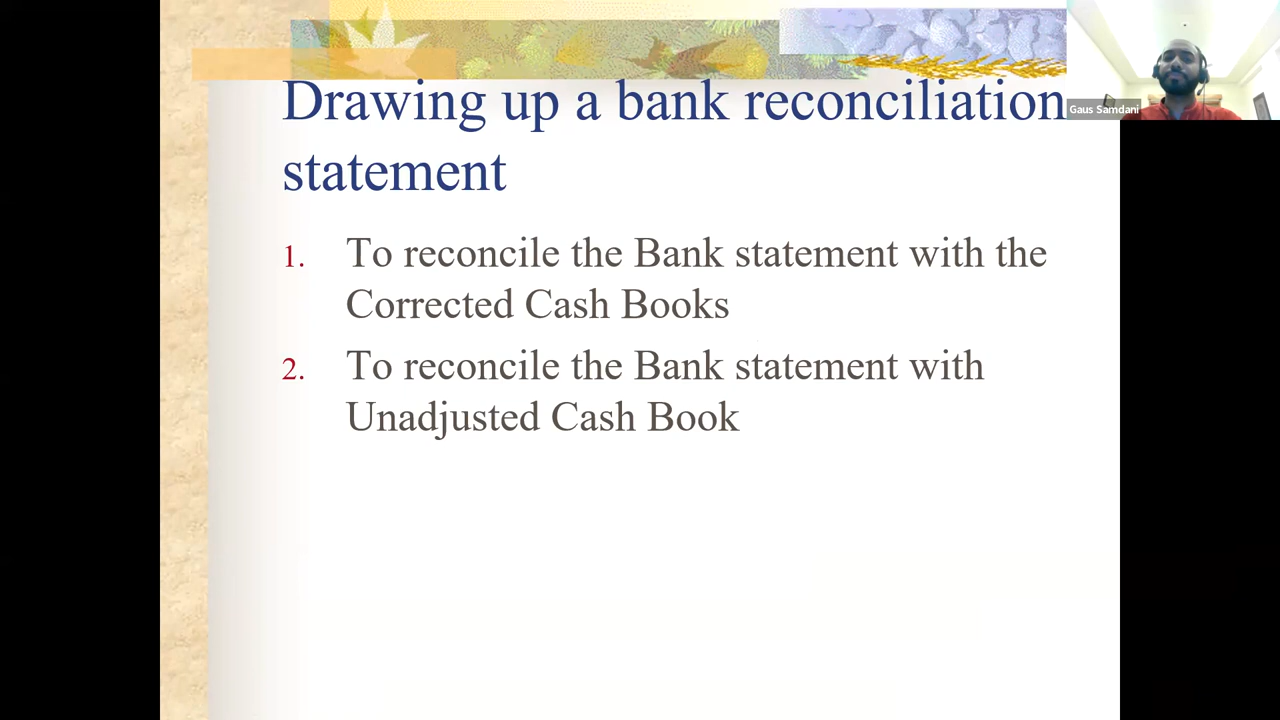 Drawing up a bank reconciliation
statement
Gaus Samdani
1. To reconcile the Bank statement with the
Corrected Cash Books
2. To reconcile the Bank statement with
Unadjusted Cash Book